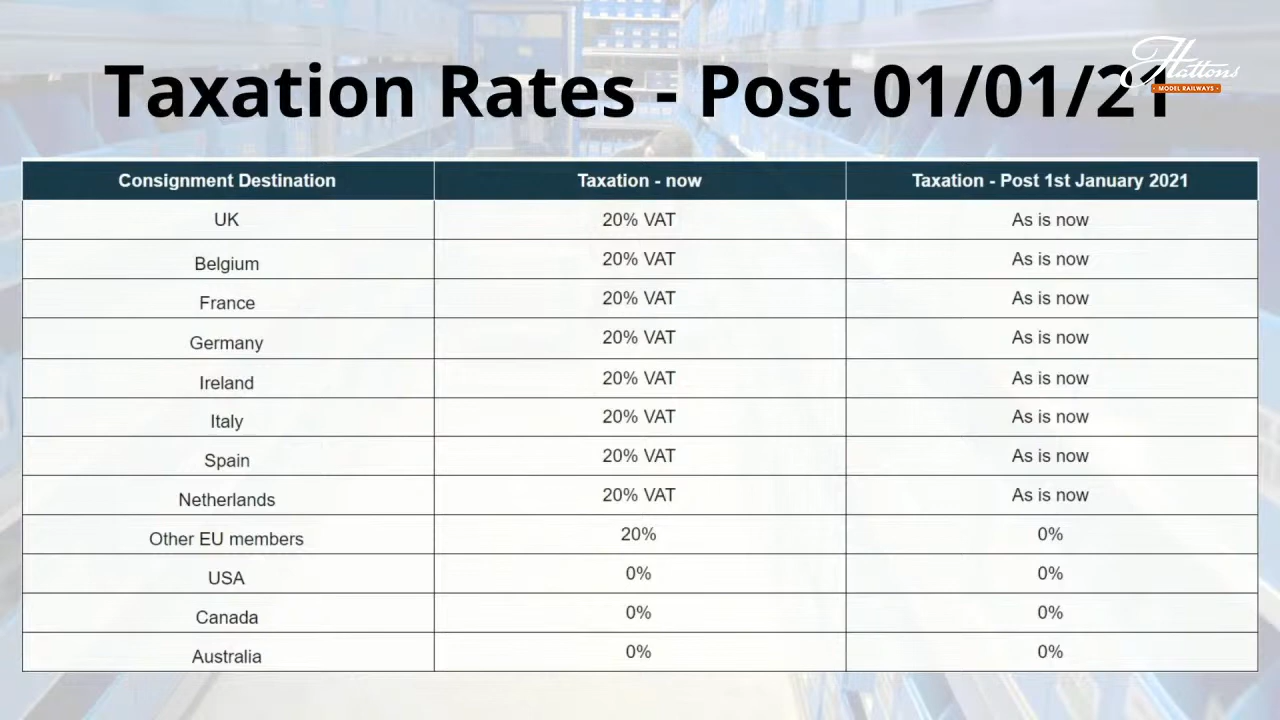 Taxation Rates - Post 01/01/21
Hattons
MODEL RAILWAYS
Consignment Destination Taxation - now Taxation - Post 1st January 2021
UK 20% VAT As is now
Belgium 20% VAT As is now
France 20% VAT As is now
Germany 20% VAT As is now
Ireland 20% VAT As is now
Italy 20% VAT As is now
Spain 20% VAT As is now
Netherlands 20% VAT As is now
Other EU members 20% 0%
USA 0% 0%
Canada 0% 0%
Australia 0% 0%